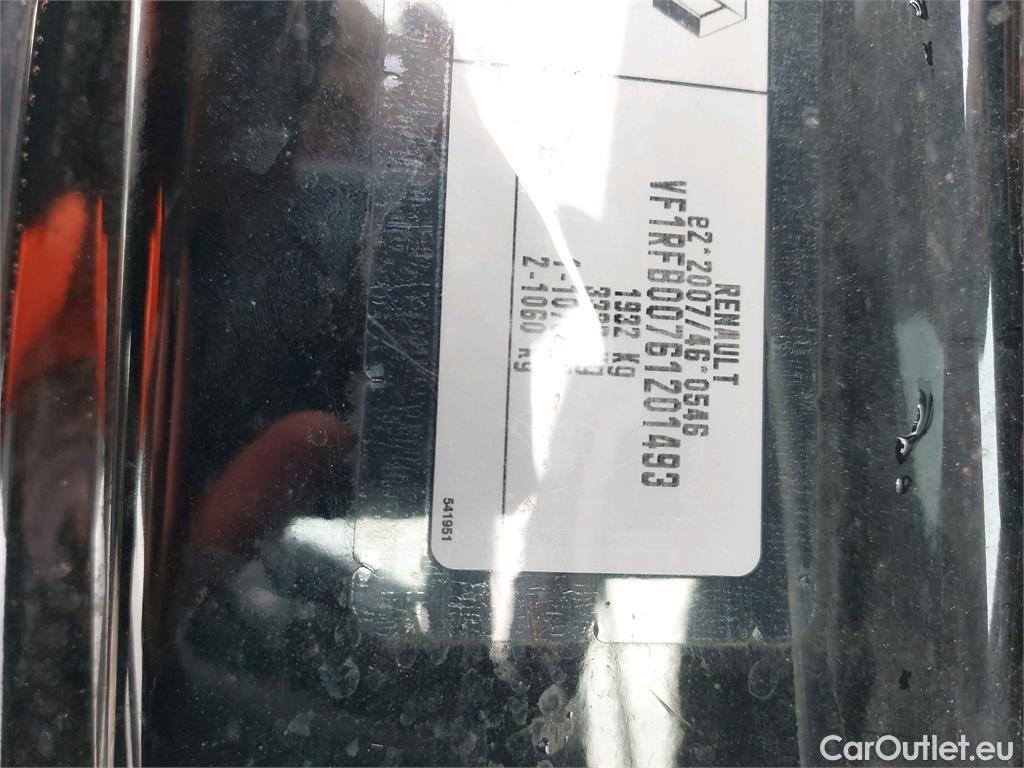 RENAULT
e2*2007/46*0546
VF1RFB00761201493
1932 kg
2-1060 kg
541951
CarOutlet.eu